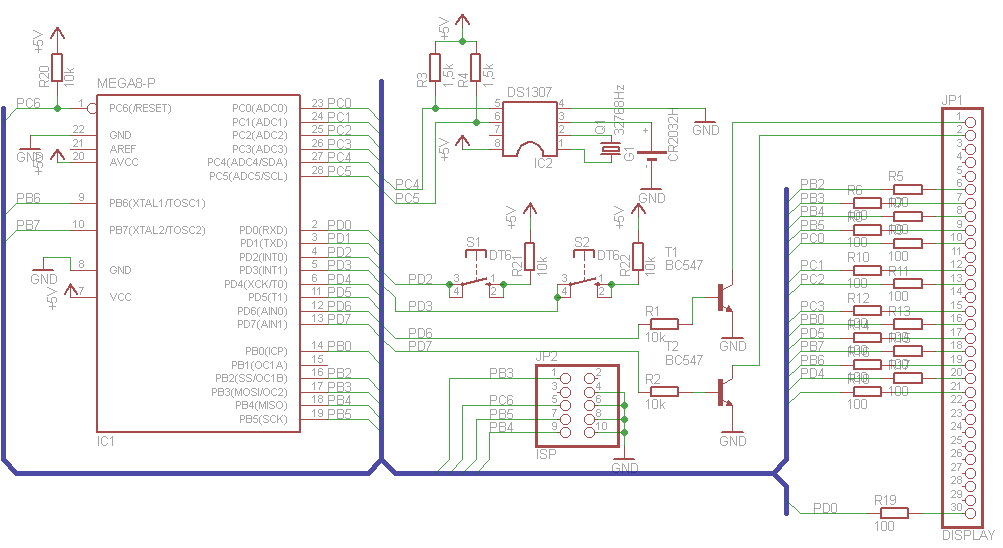 +5V
R20
10k
PC6
MEGA8-P
1 PC6(/RESET)
22 GND
21 AREF
20 AVCC
9 PB6(XTAL1/TOSC1)
10 PB7(XTAL2/TOSC2)
8 GND
7 VCC
GND
+5V
PB6
PB7
GND
+5V
PC0(ADC0) 23 PC0
PC1(ADC1) 24 PC1
PC2(ADC2) 25 PC2
PC3(ADC3) 26 PC3
PC4(ADC4/SDA) 27 PC4
PC5(ADC5/SCL) 28 PC5
PD0(RXD) 2 PD0
PD1(TXD) 3 PD1
PD2(INT0) 4 PD2
PD3(INT1) 5 PD3
PD4(XCK/T0) 6 PD4
PD5(T1) 11 PD5
PD6(AIN0) 12 PD6
PD7(AIN1) 13 PD7
PB0(ICP) 14 PB0
PB1(OC1A) 15
PB2(SS/OC1B) 16 PB2
PB3(MOSI/OC2) 17 PB3
PB4(MISO) 18 PB4
PB5(SCK) 19 PB5
IC1
+5V
R3
1,5k
R4
1,5k
DS1307
5 4
6 3
7 2
8 1
IC2
+5V
Q1
32768Hz
G1
+
-
CR2032H
GND
GND
PC4
PC5
+5V
S1
DT6
3 1
4 2
R21
10k
+5V
S2
DT6
3 1
4 2
R22
10k
PD2
PD3
PD6
PD7
T1
BC547
R1
10k
GND
T2
BC547
R2
10k
GND
JP2
1 2
3 4
5 6
7 8
9 10
ISP
PB3
PC6
PB5
PB4
GND
PB2
PB3
PB4
PB5
PC0
PC1
PC2
PC3
PB0
PD5
PB7
PB6
PD4
PD0
R5
R6
100
R10
100
R11
100
R12
R13
100
100
R19
100
JP1
1
2
3
4
5
6
7
8
9
10
11
12
13
14
15
16
17
18
19
20
21
22
23
24
25
26
27
28
29
30
DISPLAY